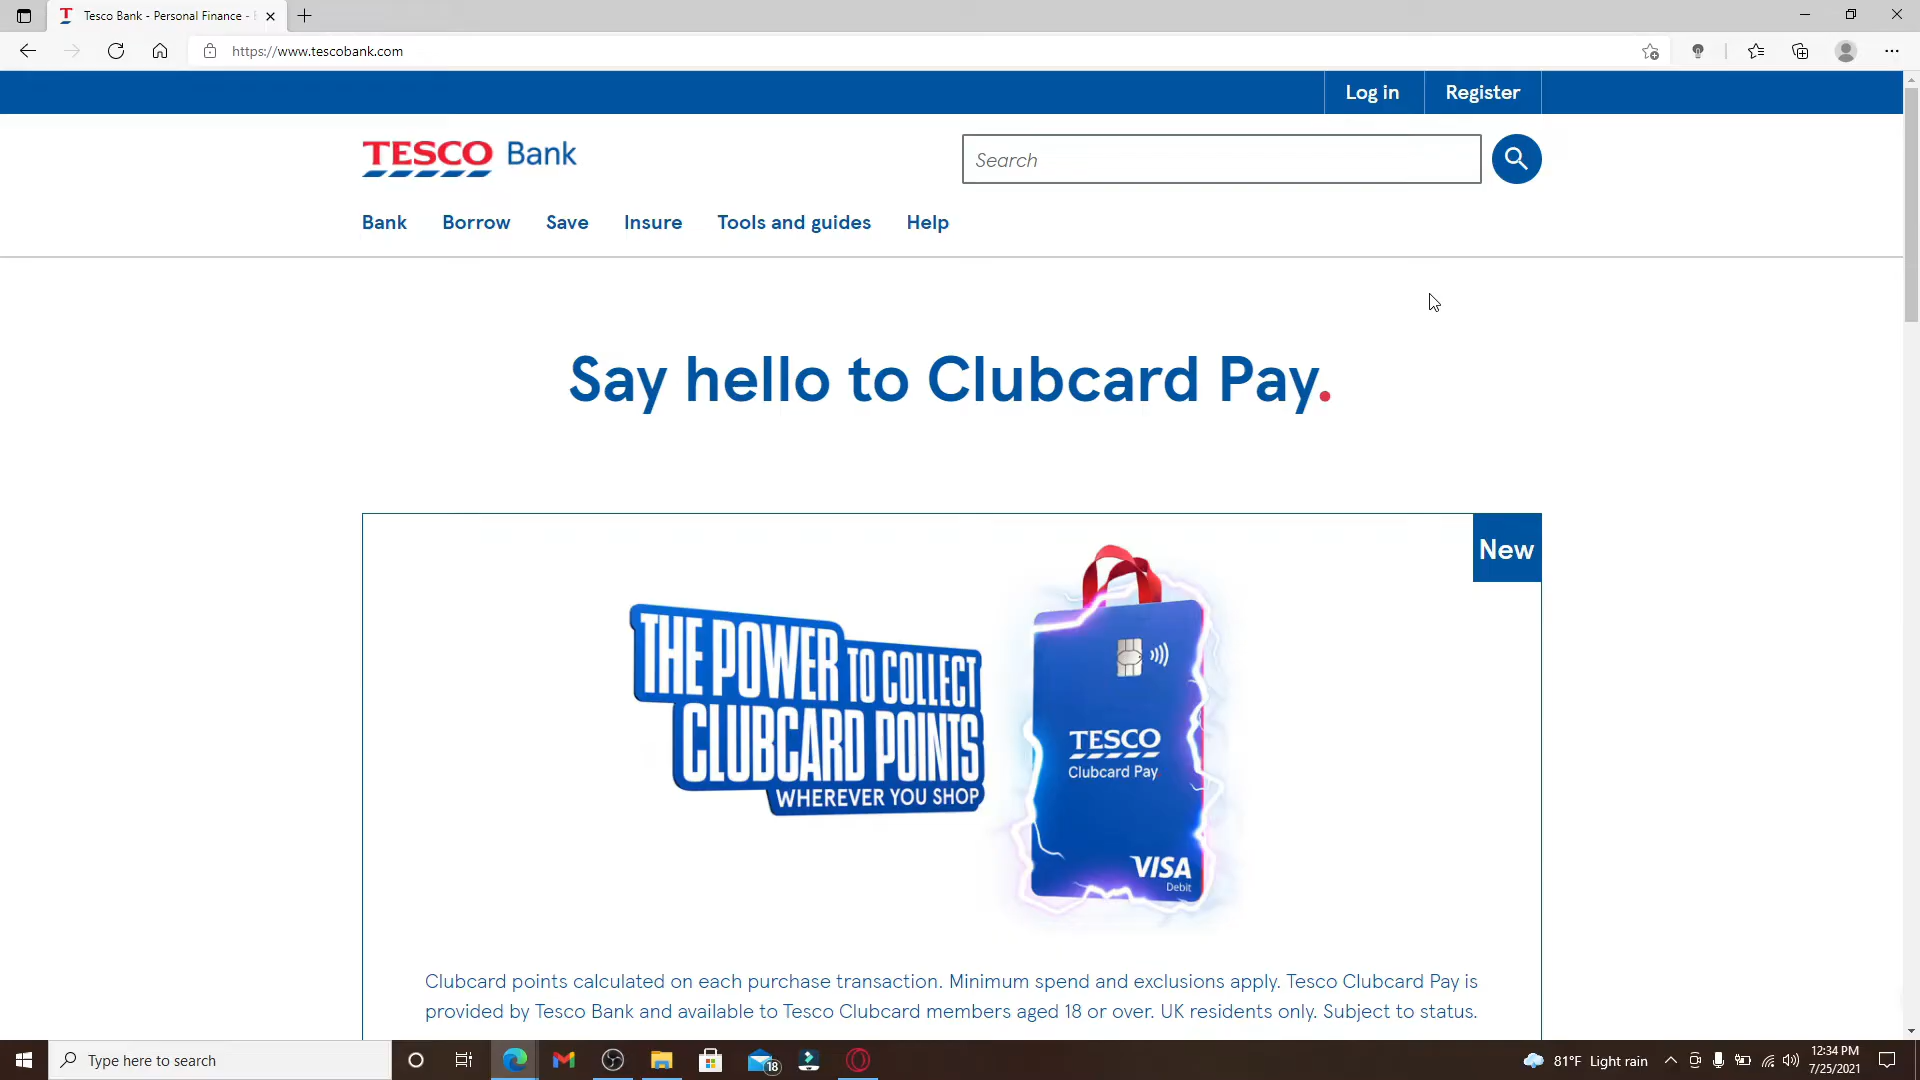 Tesco Bank - Personal Finance -
https://www.tescobank.com
Log in Register
TESCO Bank
Search
Bank Borrow Save Insure Tools and guides Help
Say hello to Clubcard Pay.
New
THE POWER TO COLLECT
CLUBCARD POINTS
WHEREVER YOU SHOP
TESCO
Clubcard Pay
VISA
Debit
Clubcard points calculated on each purchase transaction. Minimum spend and exclusions apply. Tesco Clubcard Pay is
provided by Tesco Bank and available to Tesco Clubcard members aged 18 or over. UK residents only. Subject to status.
Type here to search
18
81°F Light rain
12:34 PM
7/25/2021